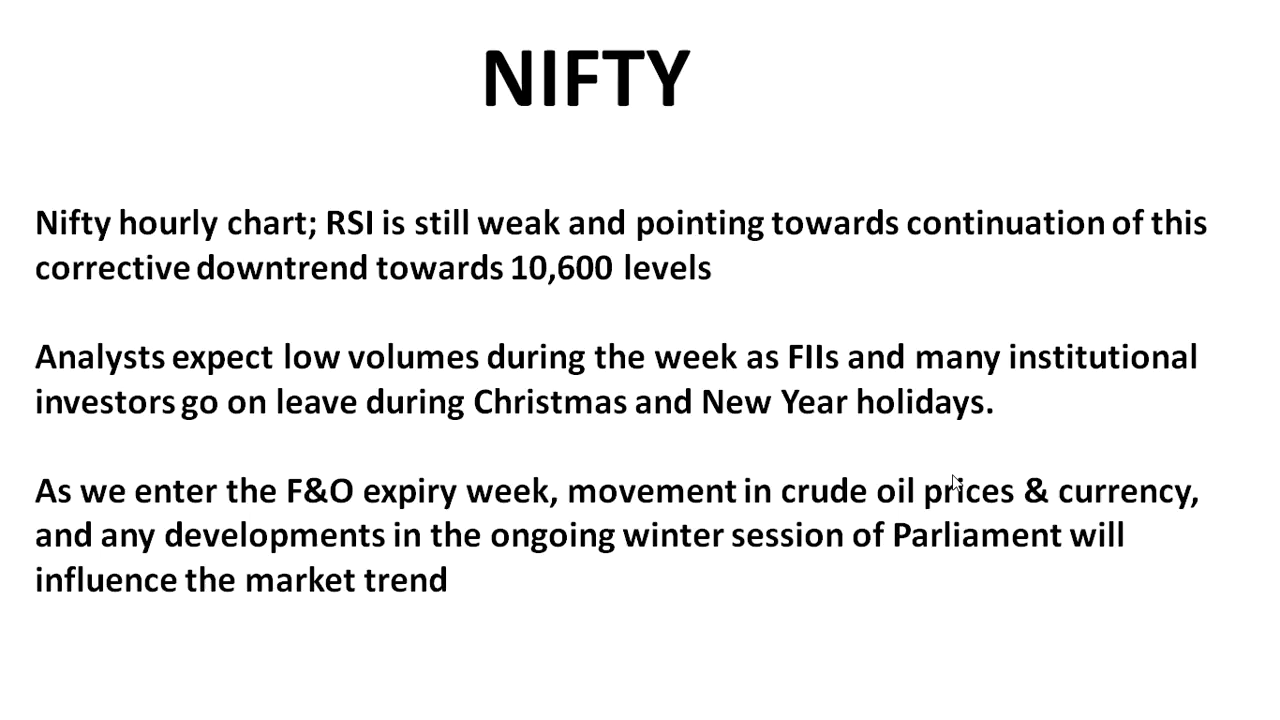 NIFTY
Nifty hourly chart; RSI is still weak and pointing towards continuation of this
corrective downtrend towards 10,600 levels
Analysts expect low volumes during the week as FIIs and many institutional
investors go on leave during Christmas and New Year holidays.
As we enter the F&O expiry week, movement in crude oil prices & currency,
and any developments in the ongoing winter session of Parliament will
influence the market trend